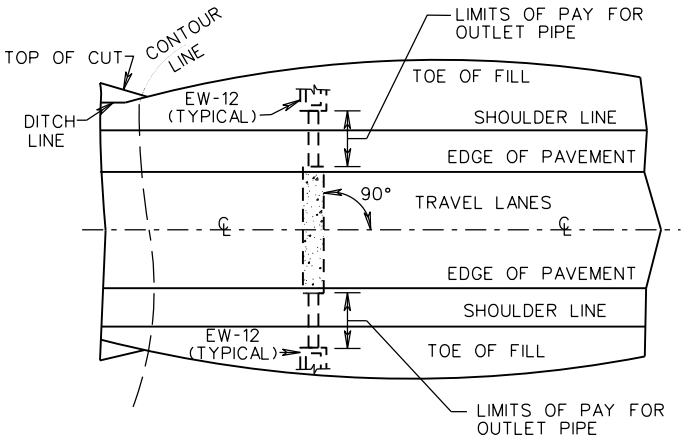 LIMITS OF PAY FOR
OUTLET PIPE
TOP OF CUT
CONTOUR
LINE
TOE OF FILL
EW-12
(TYPICAL)
DITCH
LINE
SHOULDER LINE
EDGE OF PAVEMENT
90°
TRAVEL LANES
℄
℄
EDGE OF PAVEMENT
SHOULDER LINE
EW-12
(TYPICAL)
TOE OF FILL
LIMITS OF PAY FOR
OUTLET PIPE